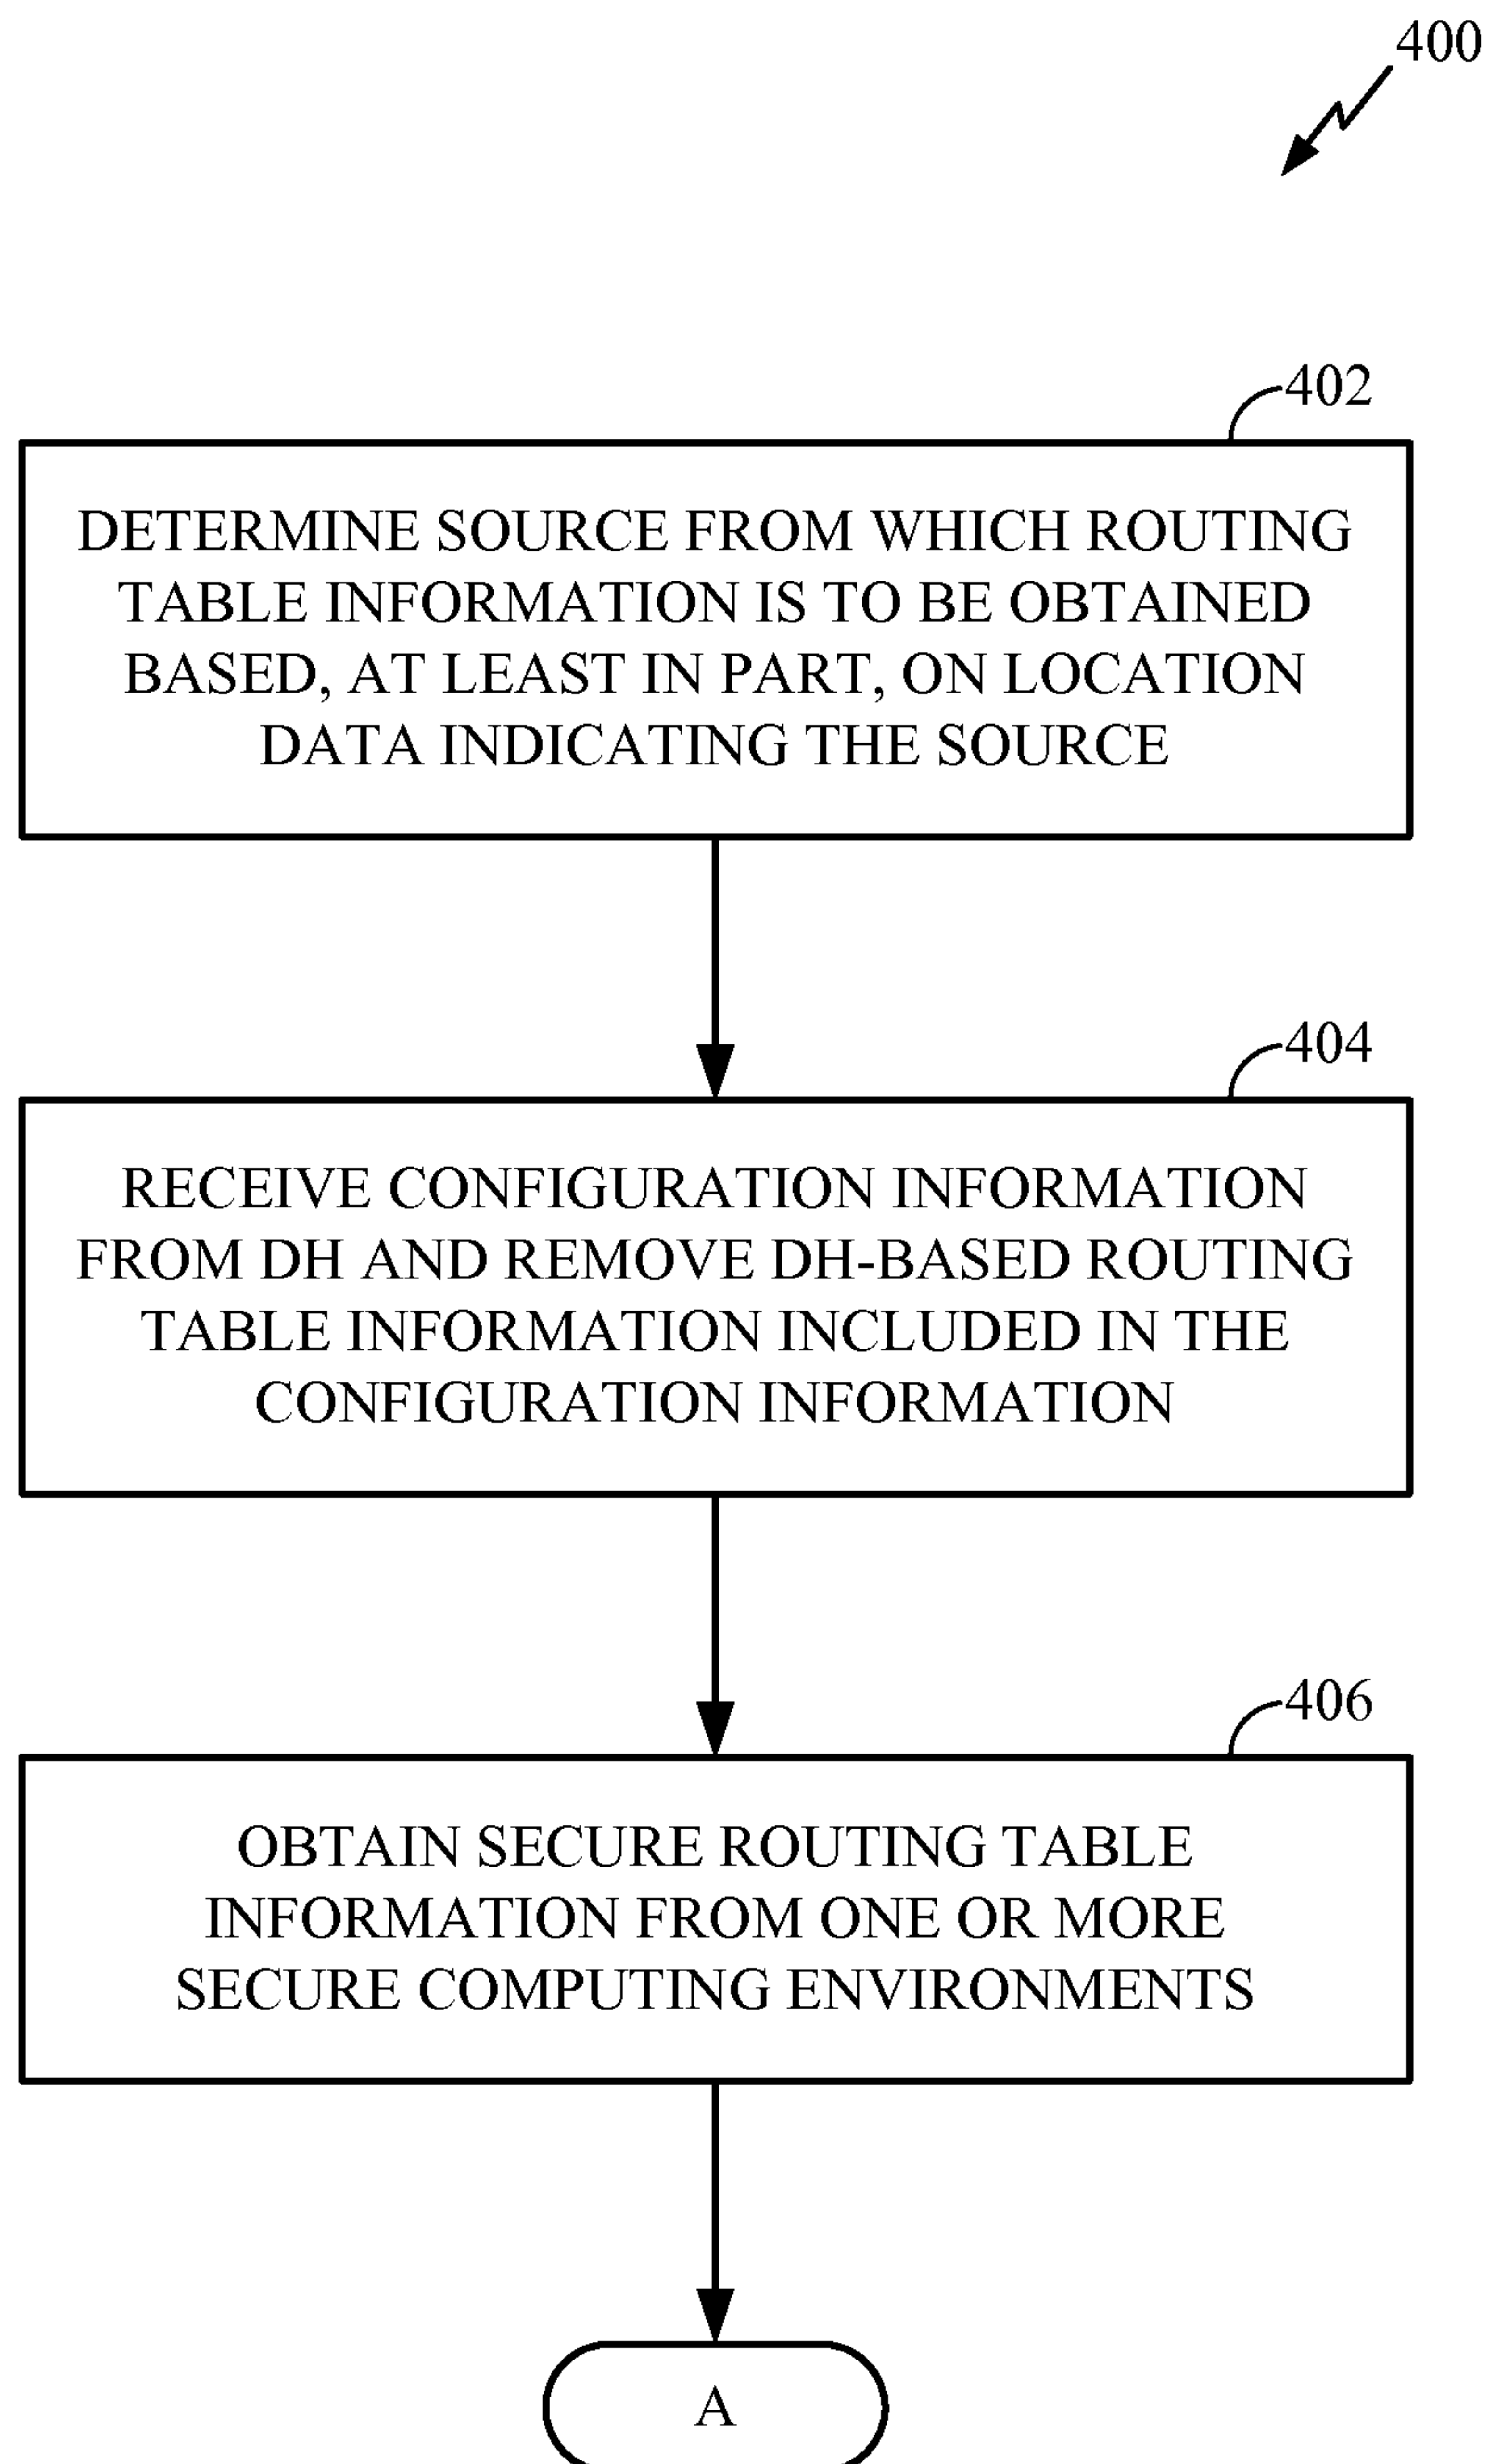 400
402
DETERMINE SOURCE FROM WHICH ROUTING
TABLE INFORMATION IS TO BE OBTAINED
BASED, AT LEAST IN PART, ON LOCATION
DATA INDICATING THE SOURCE
404
RECEIVE CONFIGURATION INFORMATION
FROM DH AND REMOVE DH-BASED ROUTING
TABLE INFORMATION INCLUDED IN THE
CONFIGURATION INFORMATION
406
OBTAIN SECURE ROUTING TABLE
INFORMATION FROM ONE OR MORE
SECURE COMPUTING ENVIRONMENTS
A